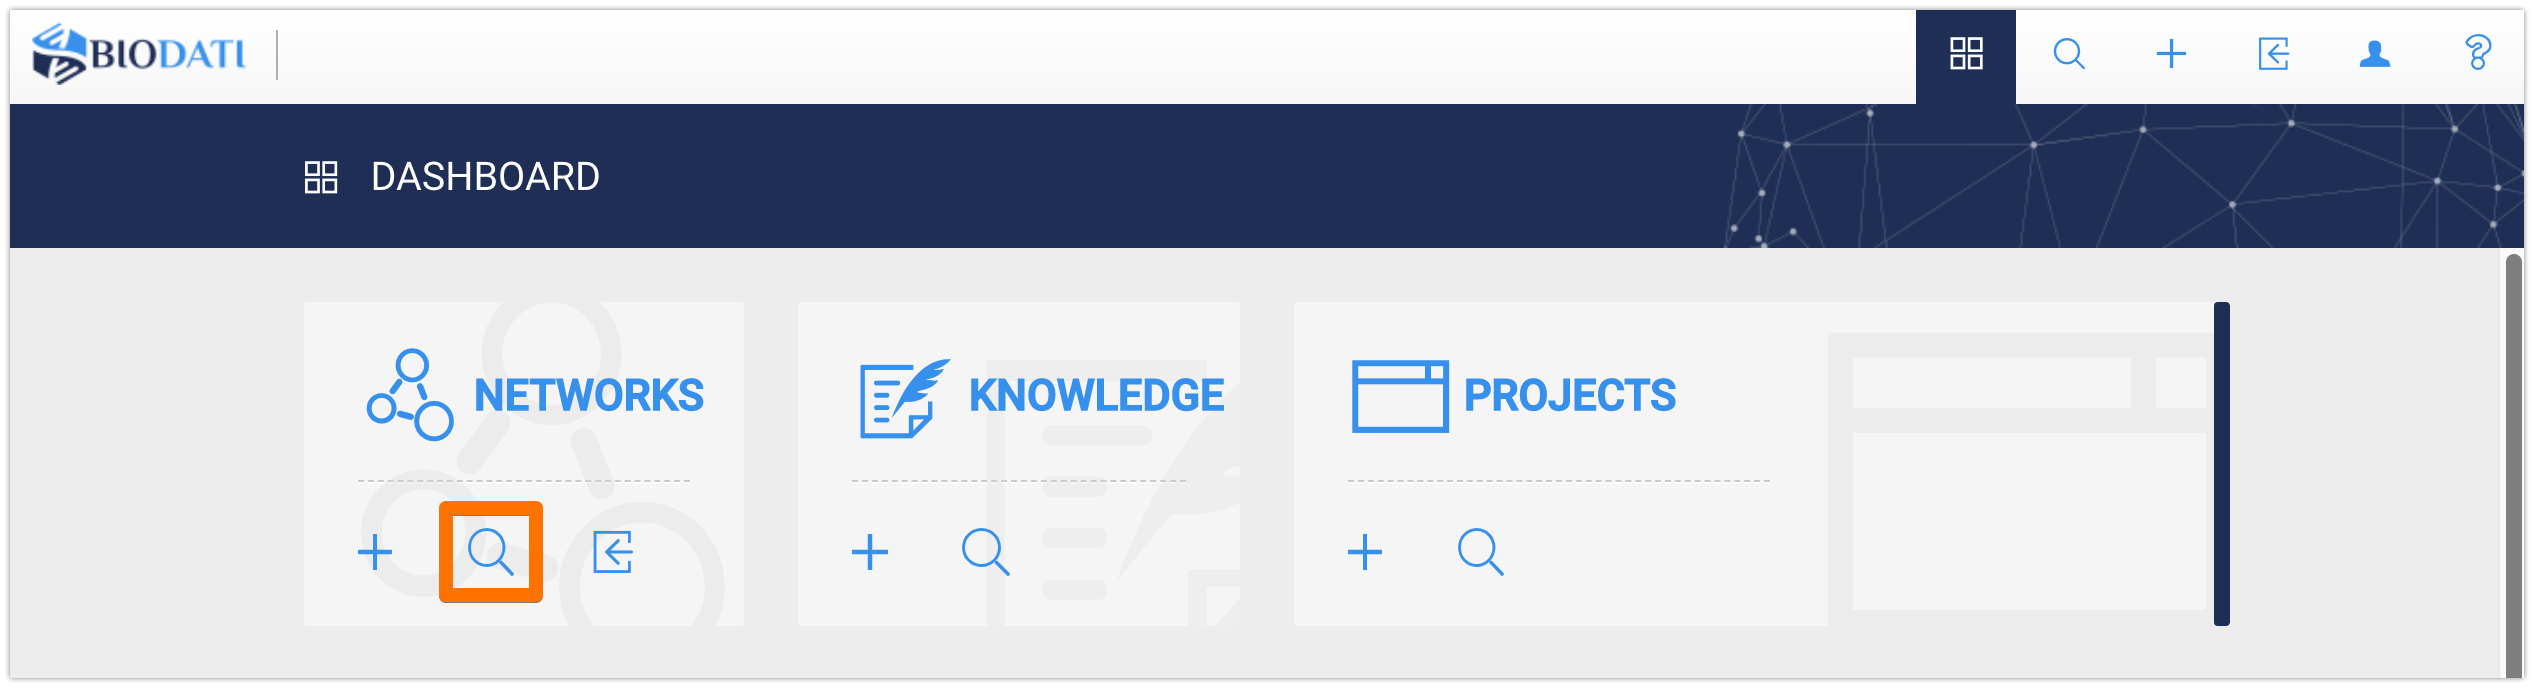 BIODATI
DASHBOARD
NETWORKS
KNOWLEDGE
PROJECTS